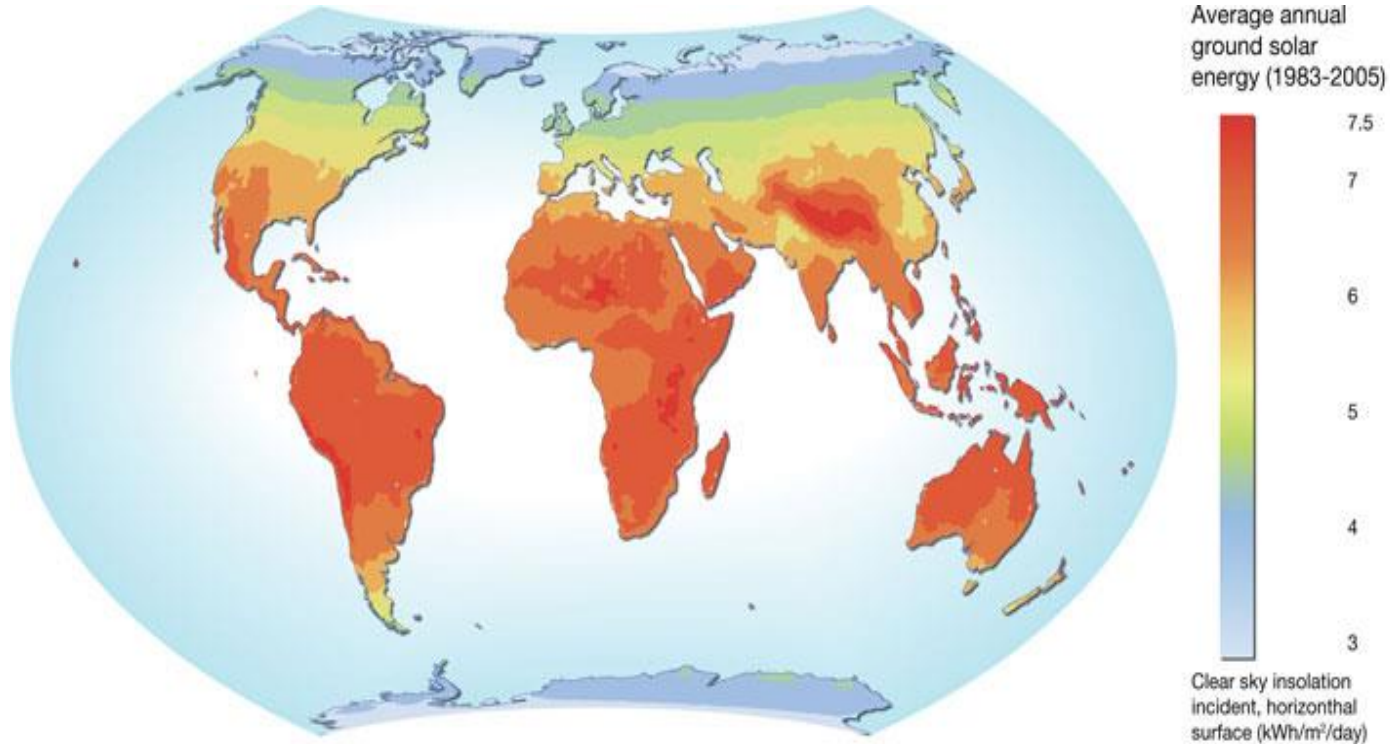 Average annual
ground solar
energy (1983-2005)
7.5
7
6
5
4
3
Clear sky insolation
incident, horizonthal
surface (kWh/m²/day)